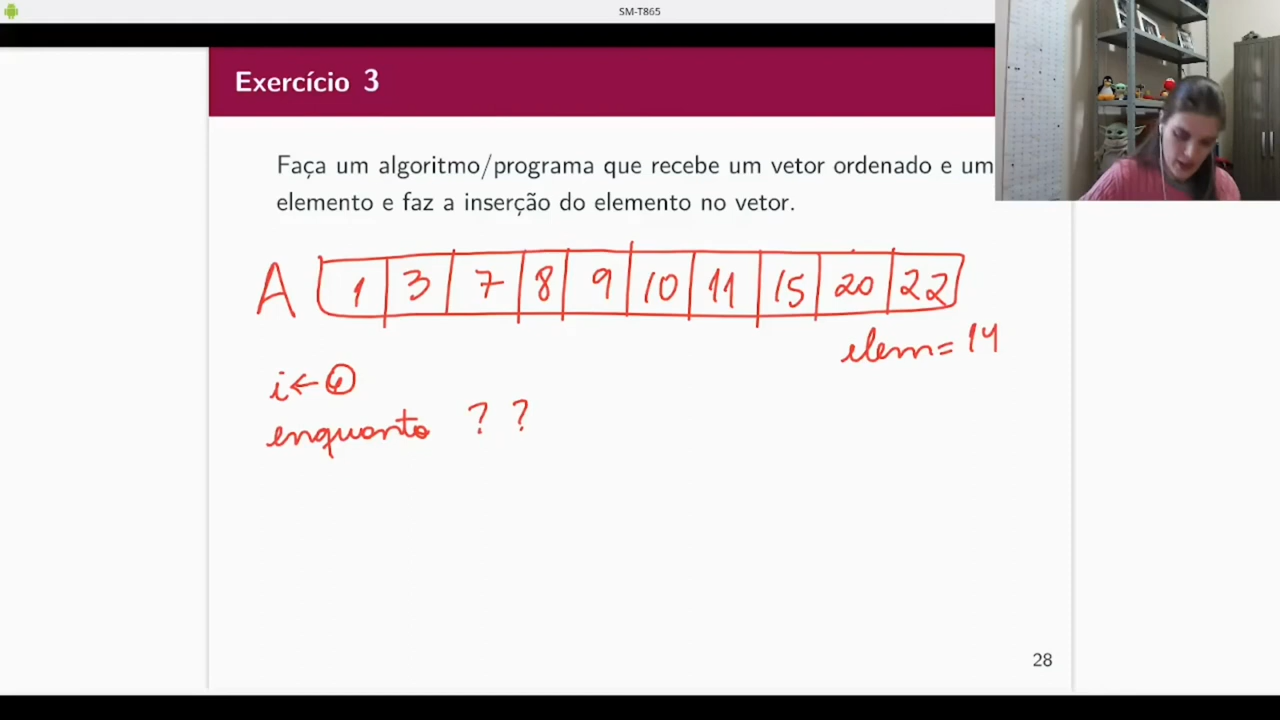 SM-T865
Exercício 3
Faça um algoritmo/programa que recebe um vetor ordenado e um
elemento e faz a inserção do elemento no vetor.
A 1 3 7 8 9 10 11 15 20 22
elem = 14
i ←
enquanto ? ?
28